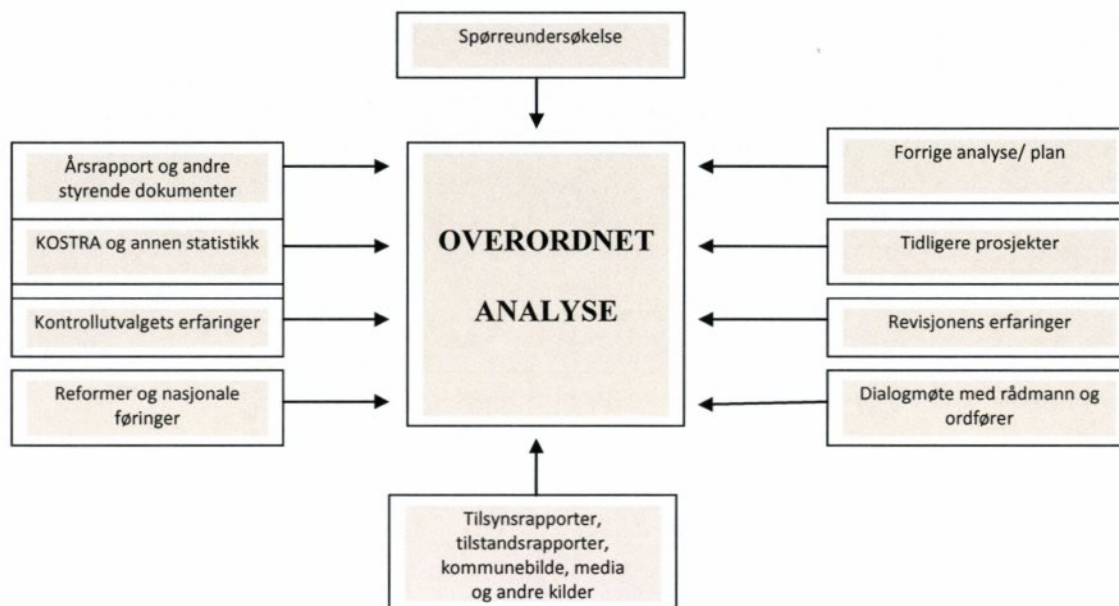 Spørreundersøkelse
Årsrapport og andre
styrende dokumenter
KOSTRA og annen statistikk
Kontrollutvalgets erfaringer
Reformer og nasjonale
føringer
OVERORDNET
ANALYSE
Forrige analyse/ plan
Tidligere prosjekter
Revisjonens erfaringer
Dialogmøte med rådmann og
ordfører
Tilsynsrapporter,
tilstandsrapporter,
kommunebilde, media
og andre kilder